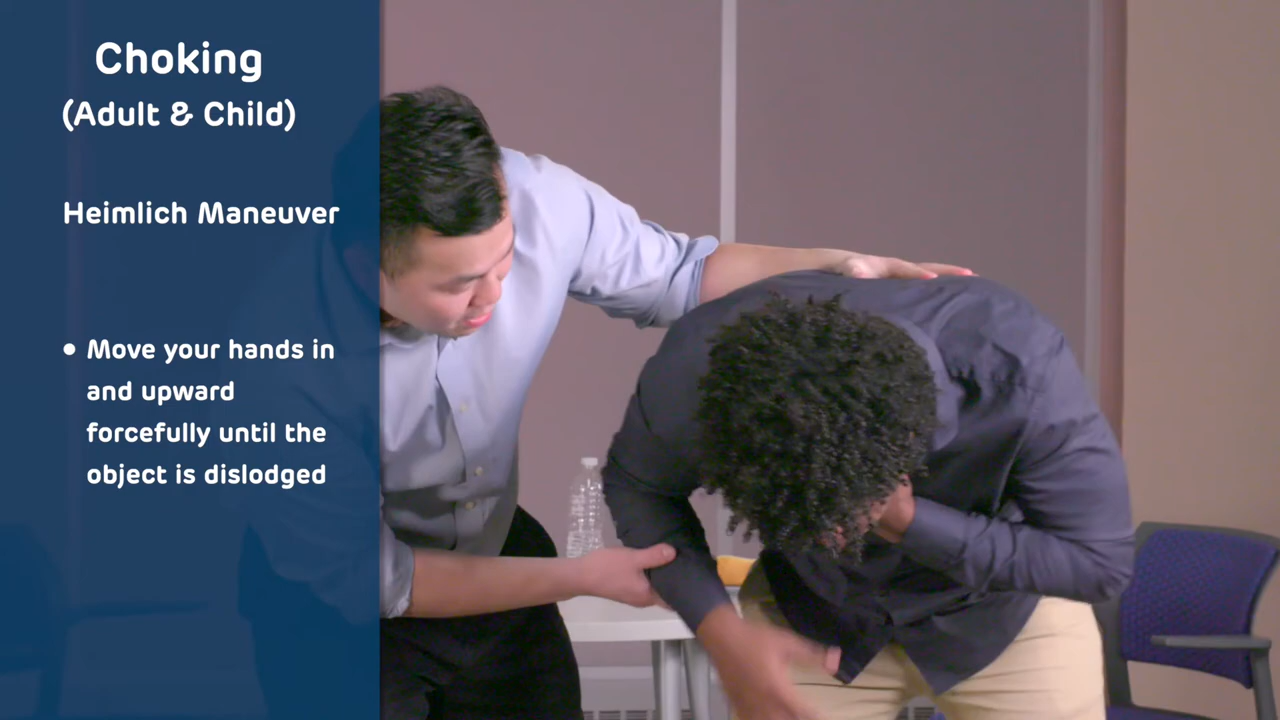 Choking
(Adult & Child)
Heimlich Maneuver
• Move your hands in
and upward
forcefully until the
object is dislodged